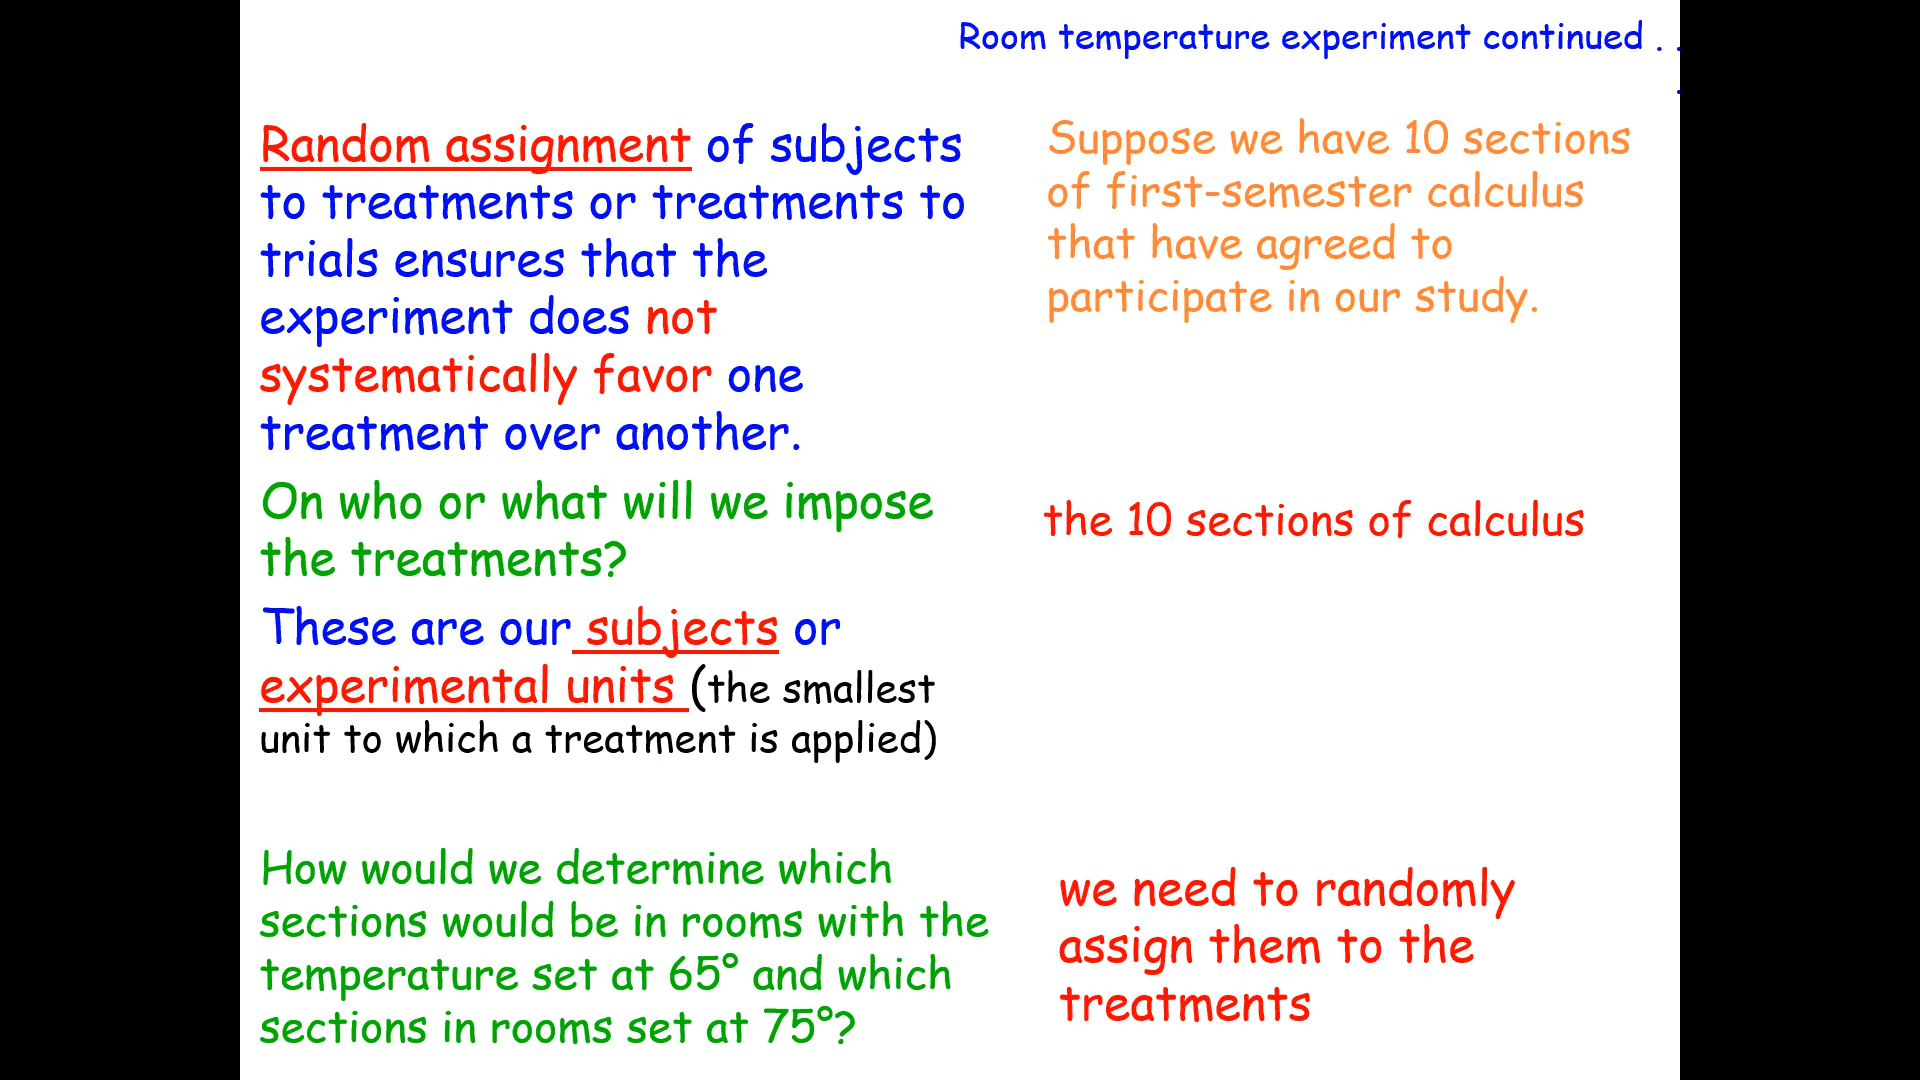 Room temperature experiment continued . .
.
Random assignment of subjects
to treatments or treatments to
trials ensures that the
experiment does not
systematically favor one
treatment over another.
Suppose we have 10 sections
of first-semester calculus
that have agreed to
participate in our study.
On who or what will we impose
the treatments?
the 10 sections of calculus
These are our subjects or
experimental units (the smallest
unit to which a treatment is applied)
How would we determine which
sections would be in rooms with the
temperature set at 65° and which
sections in rooms set at 75°?
we need to randomly
assign them to the
treatments